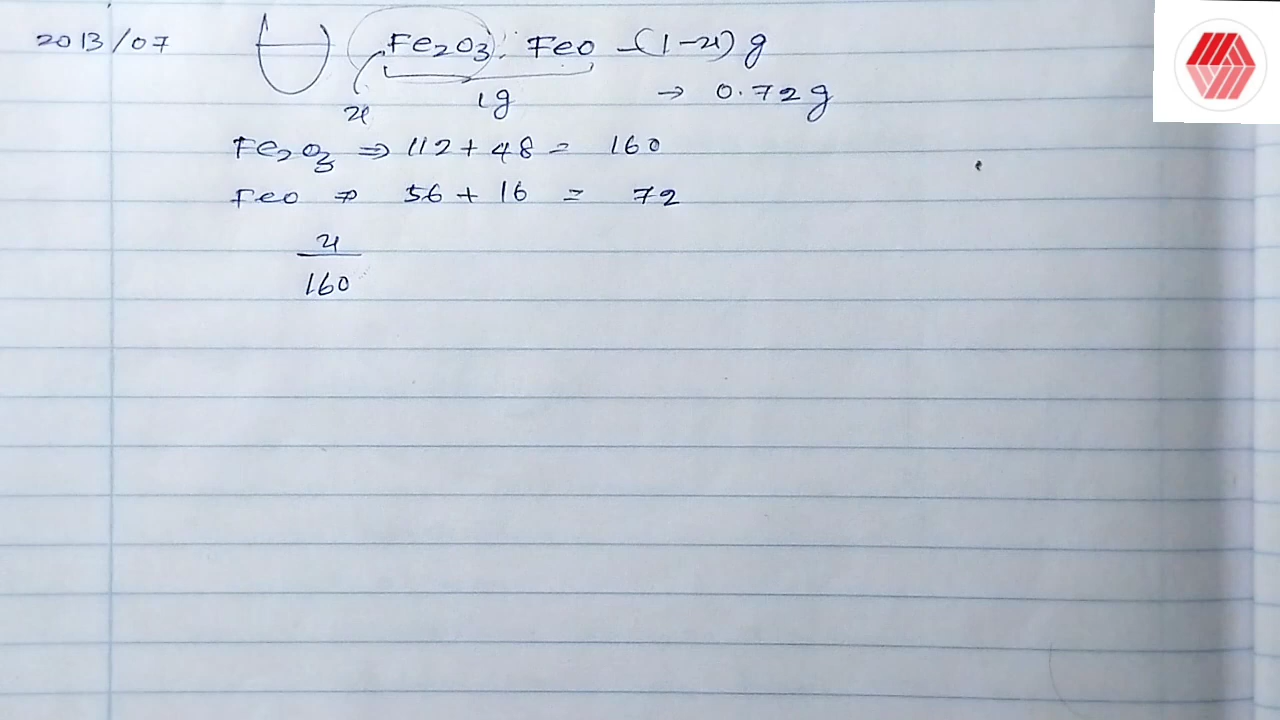 2013/07 Fe₂O₃ : FeO – (1-x) g
x 1g → 0.72g
Fe₂O₃ ⇒ 112 + 48 = 160
FeO ⇒ 56 + 16 = 72
x
160